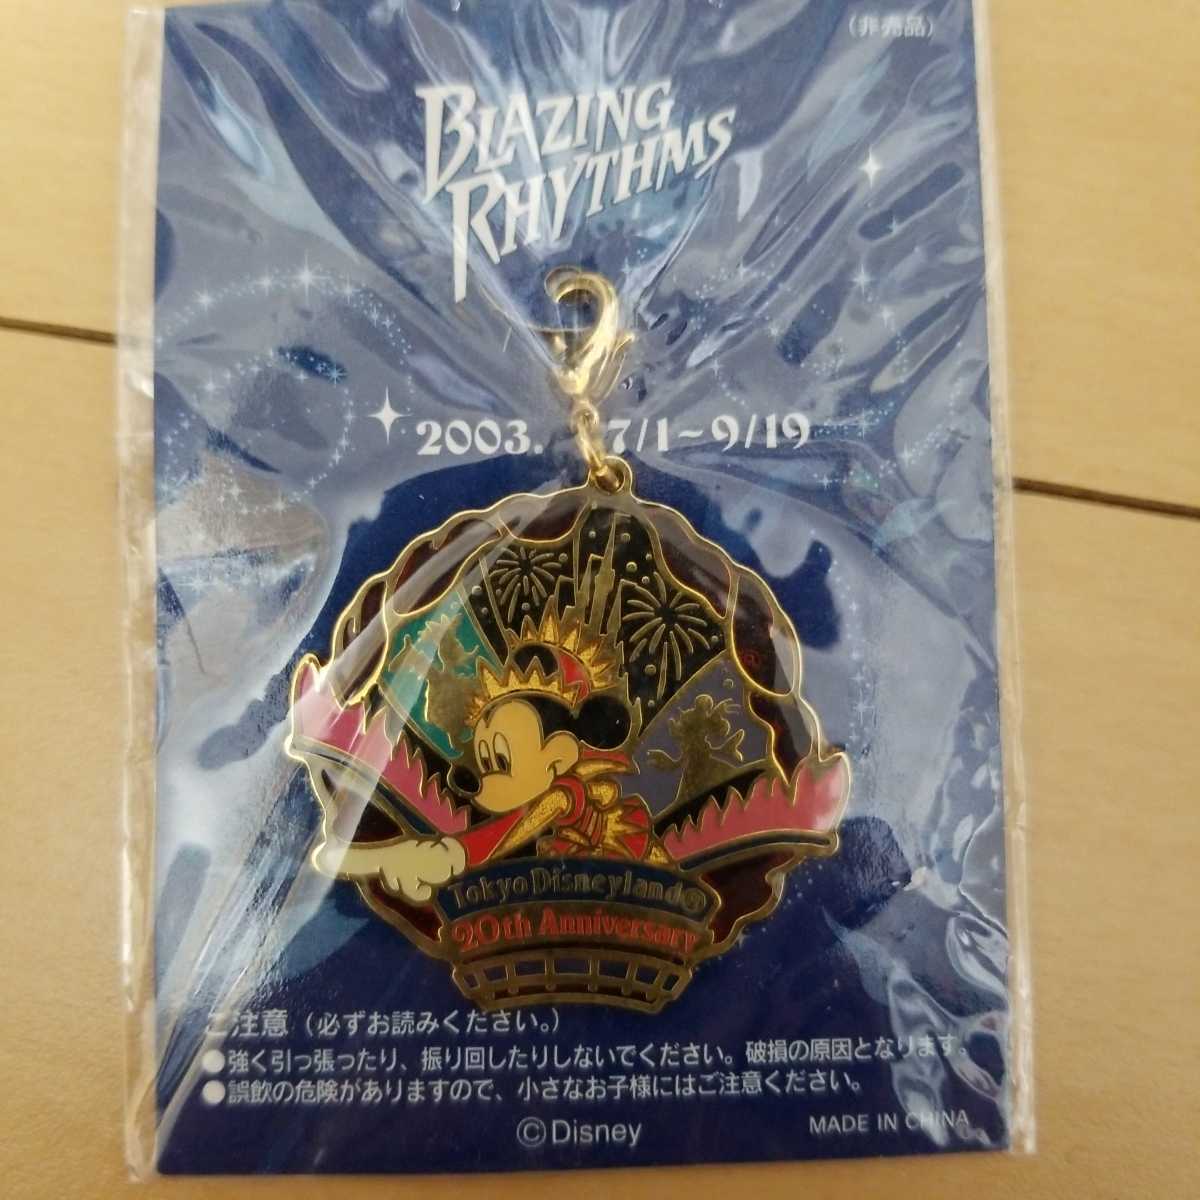 (非売品)
BLAZING
RHYTHMS
2003. 7/1~9/19
Tokyo Disneyland®
20th Anniversary
ご注意(必ずお読みください。)
●強く引っ張ったり、振り回したりしないでください。破損の原因となります。
●誤飲の危険がありますので、小さなお子様にはご注意ください。
©Disney
MADE IN CHINA